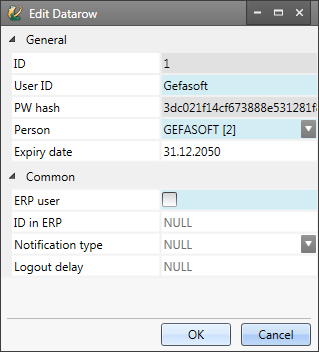 Edit Datarow
General
ID 1
User ID Gefasoft
PW hash 3dc021f14cf673888e531281f
Person GEFASOFT [2]
Expiry date 31.12.2050
Common
ERP user
ID in ERP NULL
Notification type NULL
Logout delay NULL
OK Cancel